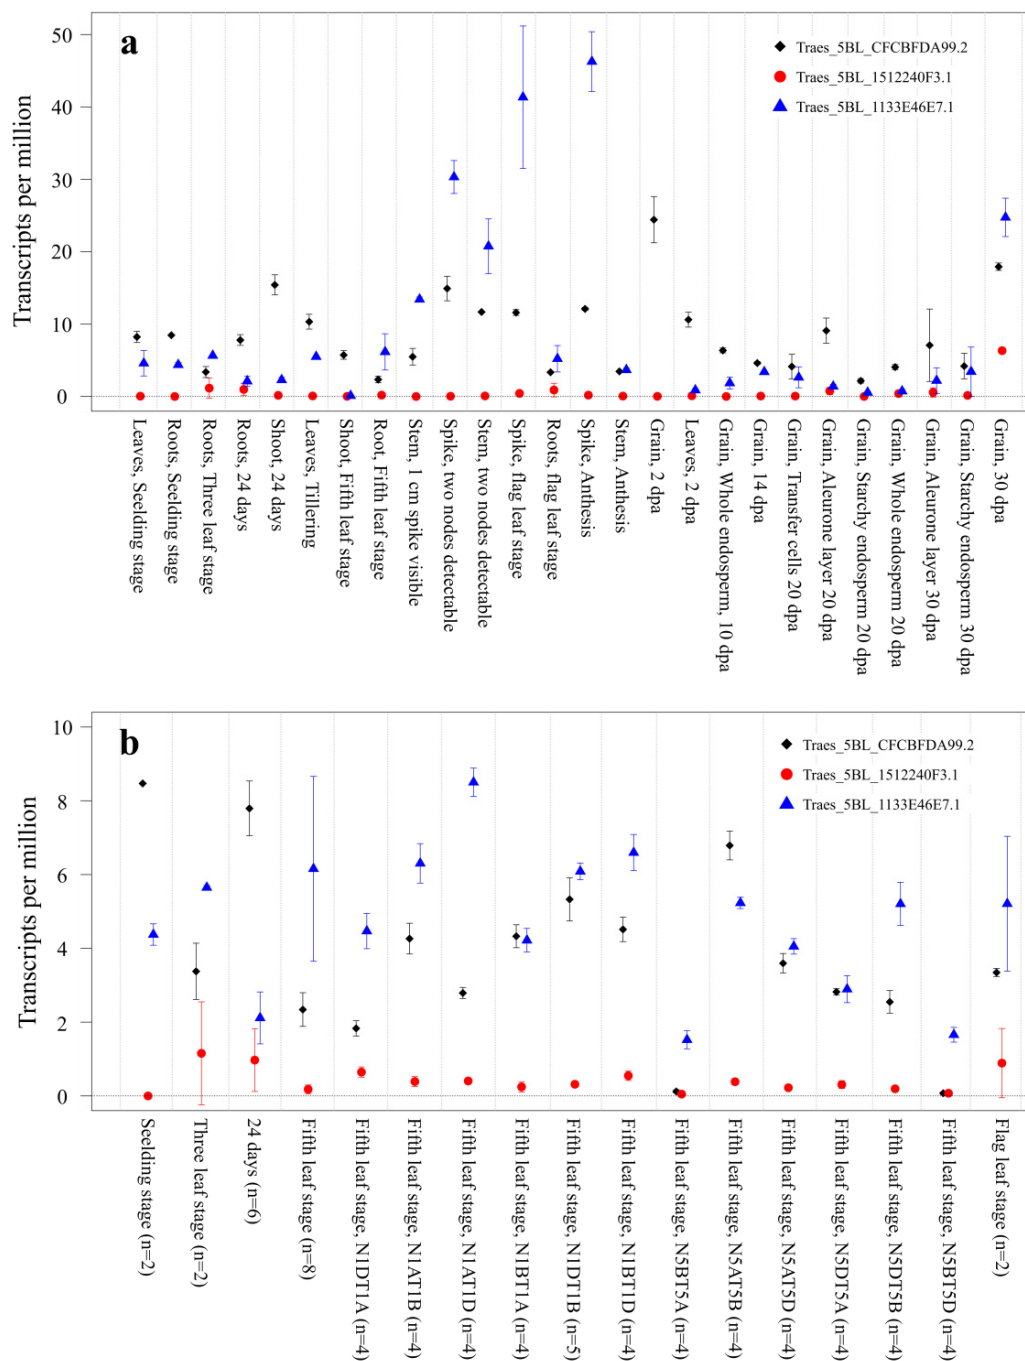 a
Transcripts per million
50
40
30
20
10
0
Traes_5BL_CFCBFDA99.2
Traes_5BL_1512240F3.1
Traes_5BL_1133E46E7.1
Leaves, Seelding stage
Roots, Seelding stage
Roots, Three leaf stage
Roots, 24 days
Shoot, 24 days
Leaves, Tillering
Shoot, Fifth leaf stage
Root, Fifth leaf stage
Stem, 1 cm spike visible
Spike, two nodes detectable
Stem, two nodes detectable
Spike, flag leaf stage
Roots, flag leaf stage
Spike, Anthesis
Stem, Anthesis
Grain, 2 dpa
Leaves, 2 dpa
Grain, Whole endosperm, 10 dpa
Grain, 14 dpa
Grain, Transfer cells 20 dpa
Grain, Aleurone layer 20 dpa
Grain, Starchy endosperm 20 dpa
Grain, Whole endosperm 20 dpa
Grain, Aleurone layer 30 dpa
Grain, Starchy endosperm 30 dpa
Grain, 30 dpa
b
Transcripts per million
10
8
6
4
2
0
Traes_5BL_CFCBFDA99.2
Traes_5BL_1512240F3.1
Traes_5BL_1133E46E7.1
Seelding stage (n=2)
Three leaf stage (n=2)
24 days (n=6)
Fifth leaf stage (n=8)
Fifth leaf stage, N1DT1A (n=4)
Fifth leaf stage, N1AT1B (n=4)
Fifth leaf stage, N1AT1D (n=4)
Fifth leaf stage, N1BT1A (n=4)
Fifth leaf stage, N1DT1B (n=5)
Fifth leaf stage, N1BT1D (n=4)
Fifth leaf stage, N5BT5A (n=4)
Fifth leaf stage, N5AT5B (n=4)
Fifth leaf stage, N5AT5D (n=4)
Fifth leaf stage, N5DT5A (n=4)
Fifth leaf stage, N5DT5B (n=4)
Fifth leaf stage, N5BT5D (n=4)
Flag leaf stage (n=2)